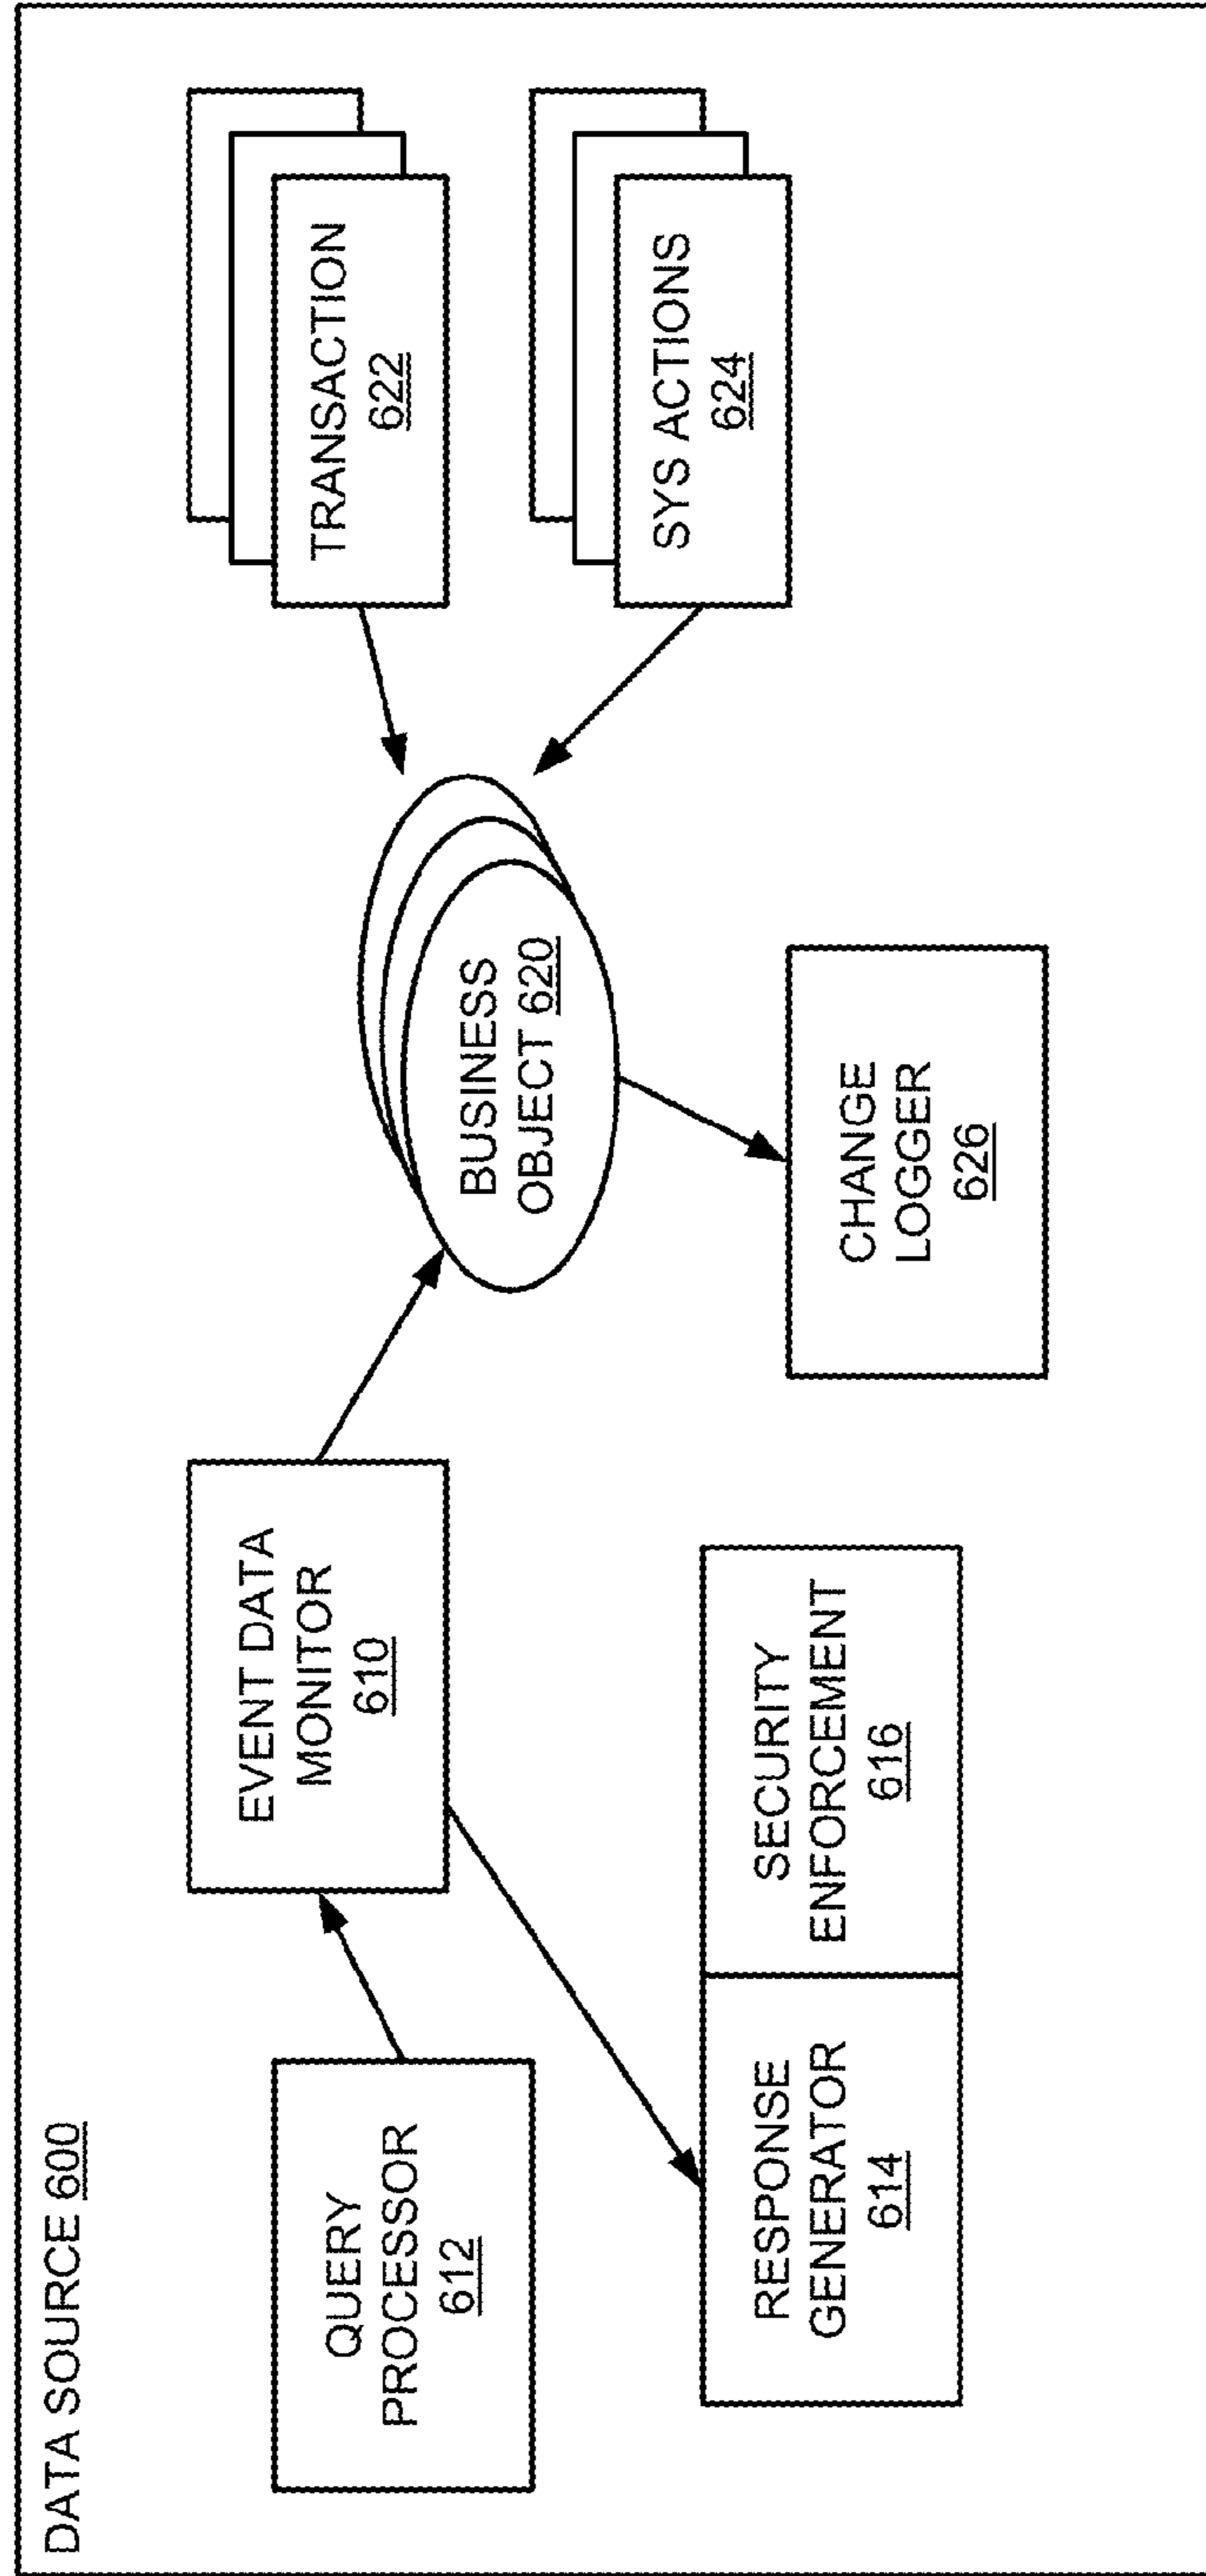 DATA SOURCE 600
QUERY
PROCESSOR
612
EVENT DATA
MONITOR
610
RESPONSE
GENERATOR
614
SECURITY
ENFORCEMENT
616
BUSINESS
OBJECT 620
CHANGE
LOGGER
626
TRANSACTION
622
SYS ACTIONS
624